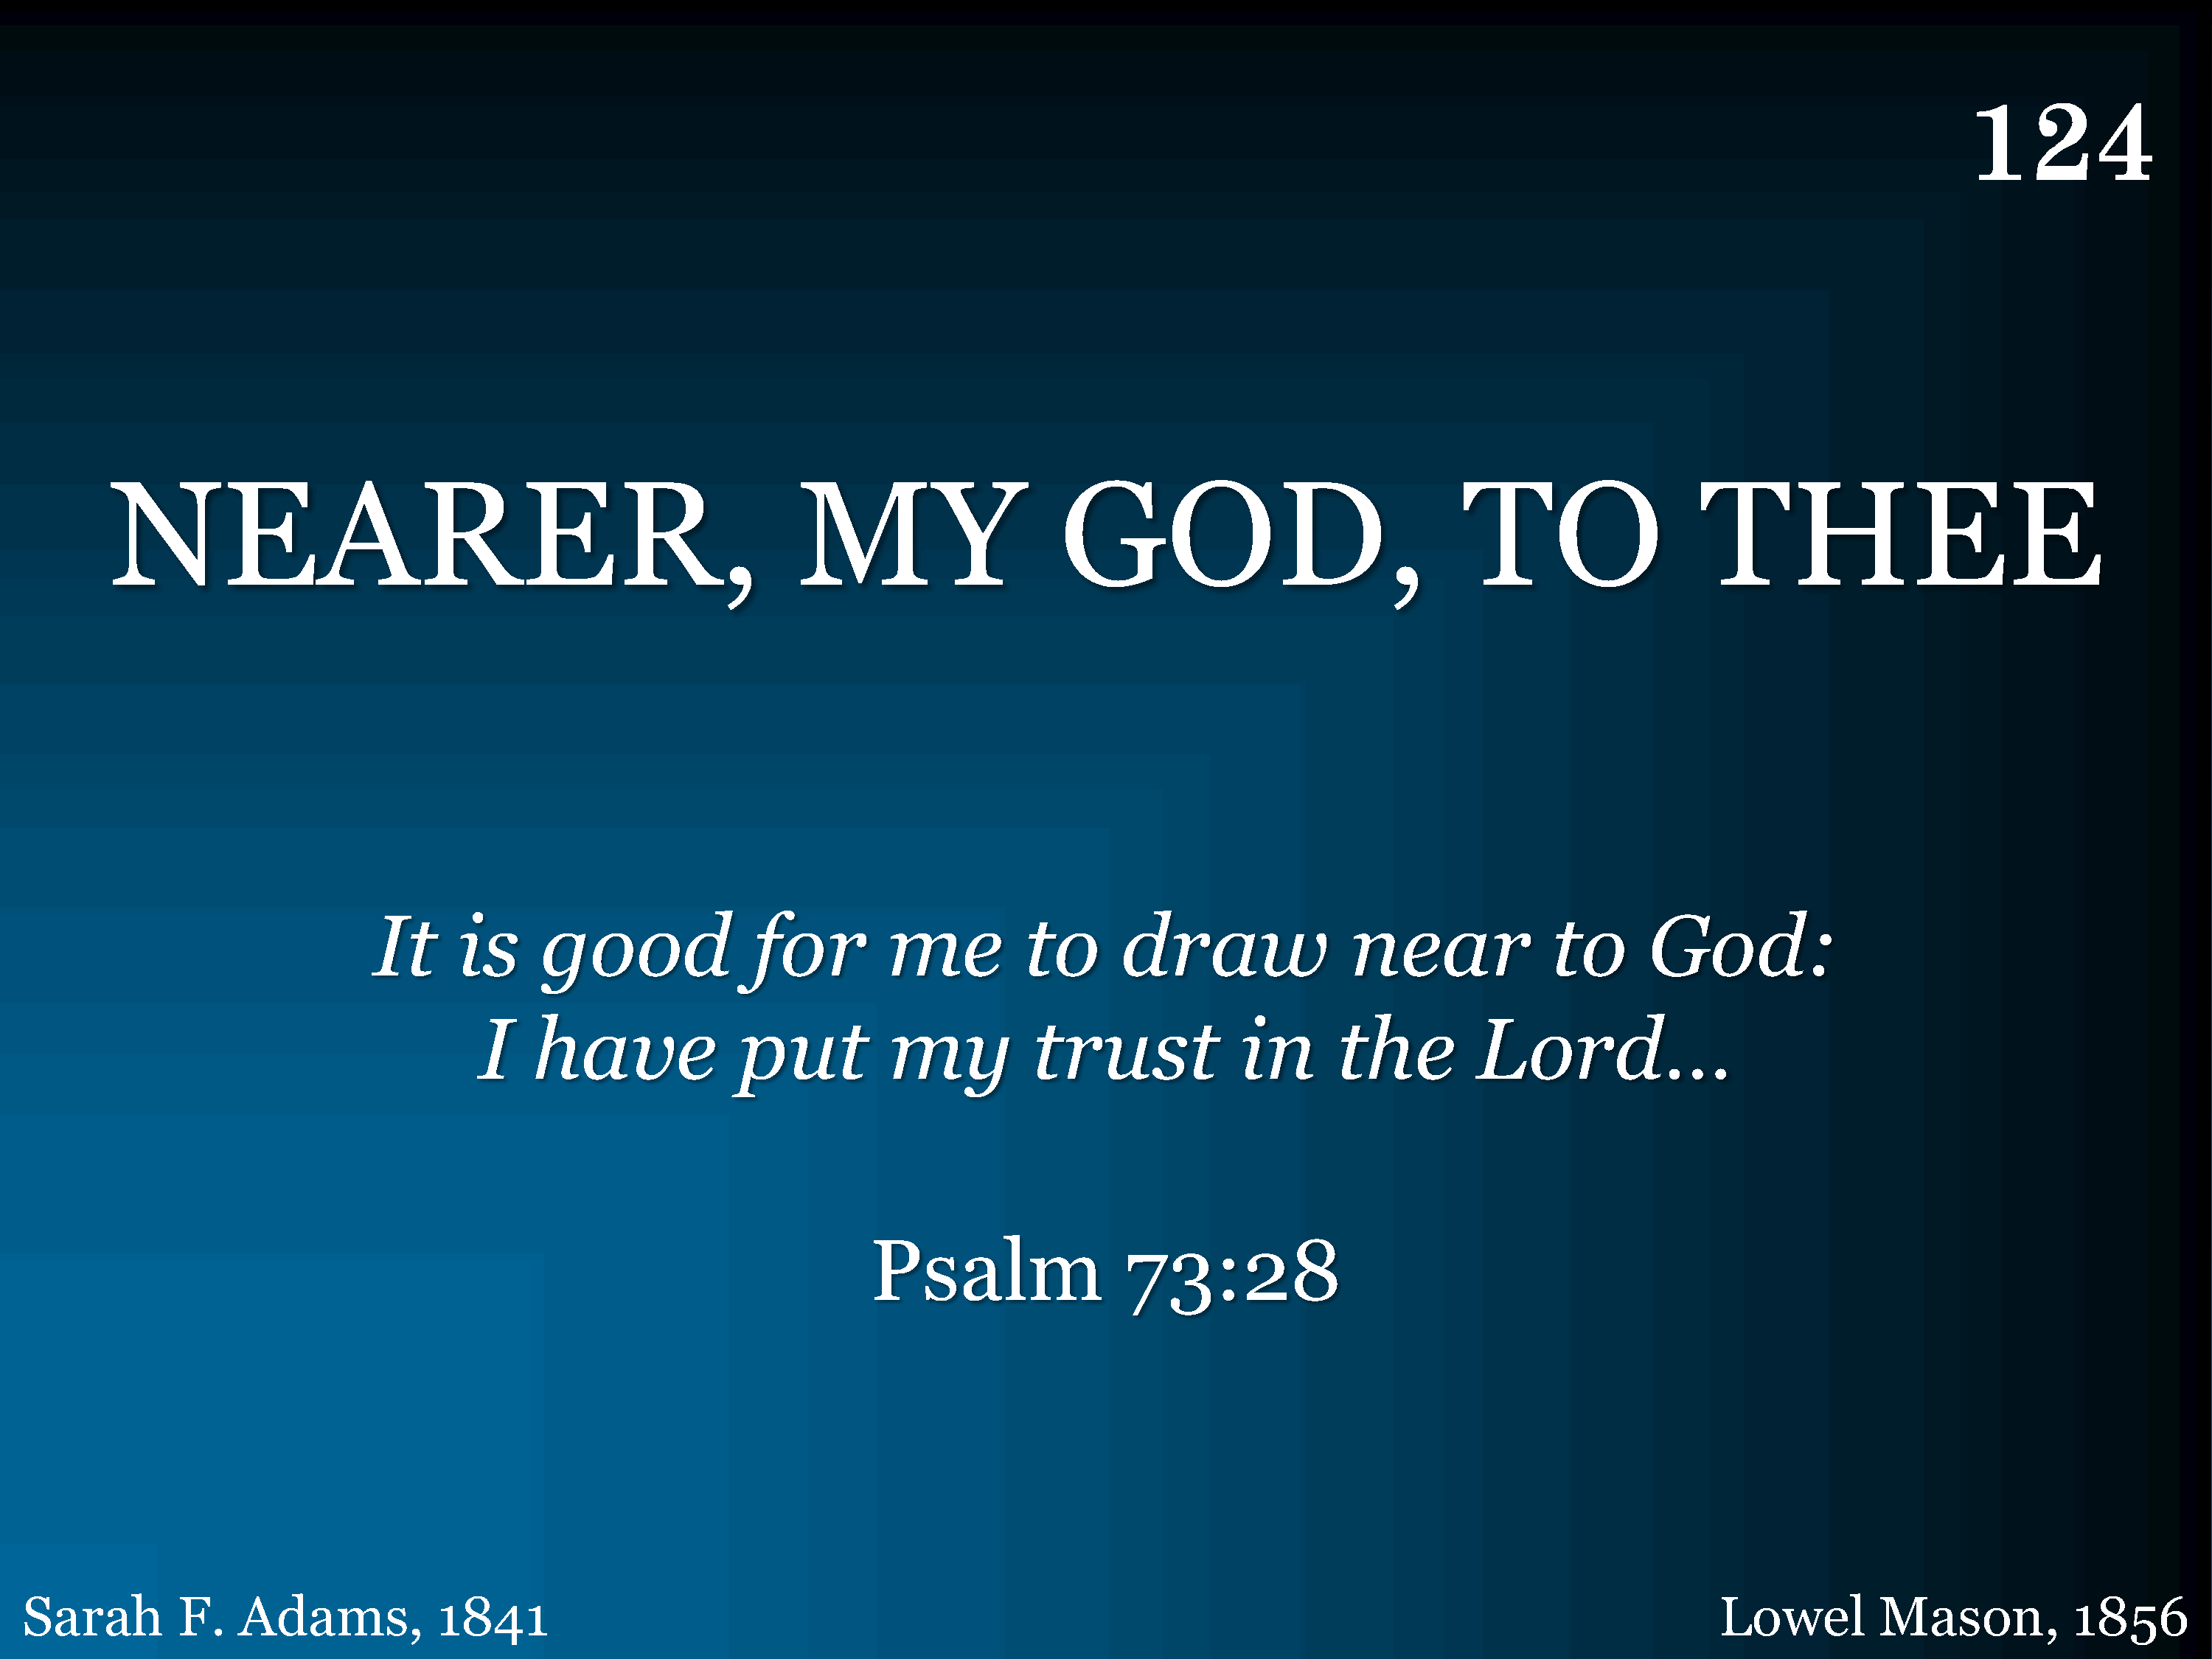 124
NEARER, MY GOD, TO THEE
It is good for me to draw near to God:
I have put my trust in the Lord...
Psalm 73:28
Sarah F. Adams, 1841
Lowel Mason, 1856